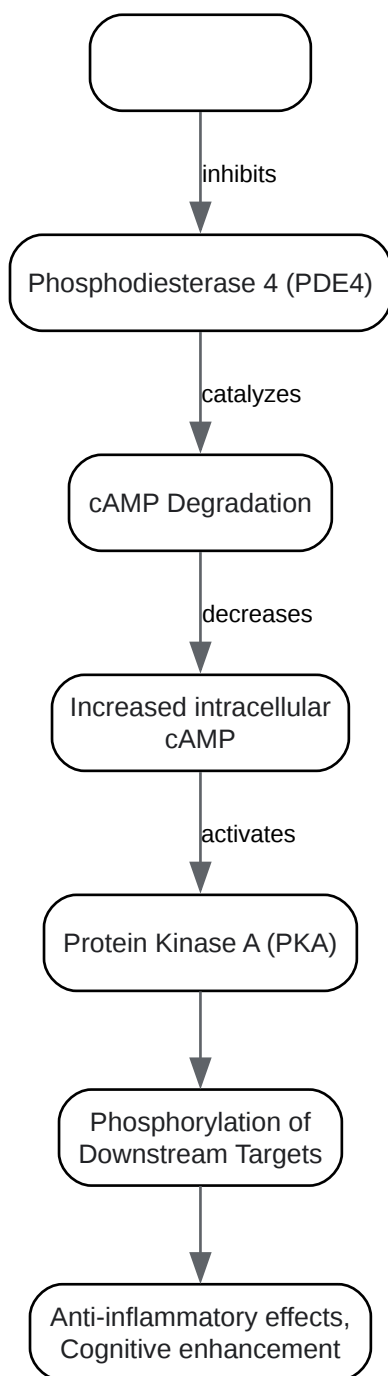 inhibits
Phosphodiesterase 4 (PDE4)
catalyzes
cAMP Degradation
decreases
Increased intracellular
cAMP
activates
Protein Kinase A (PKA)
Phosphorylation of
Downstream Targets
Anti-inflammatory effects,
Cognitive enhancement